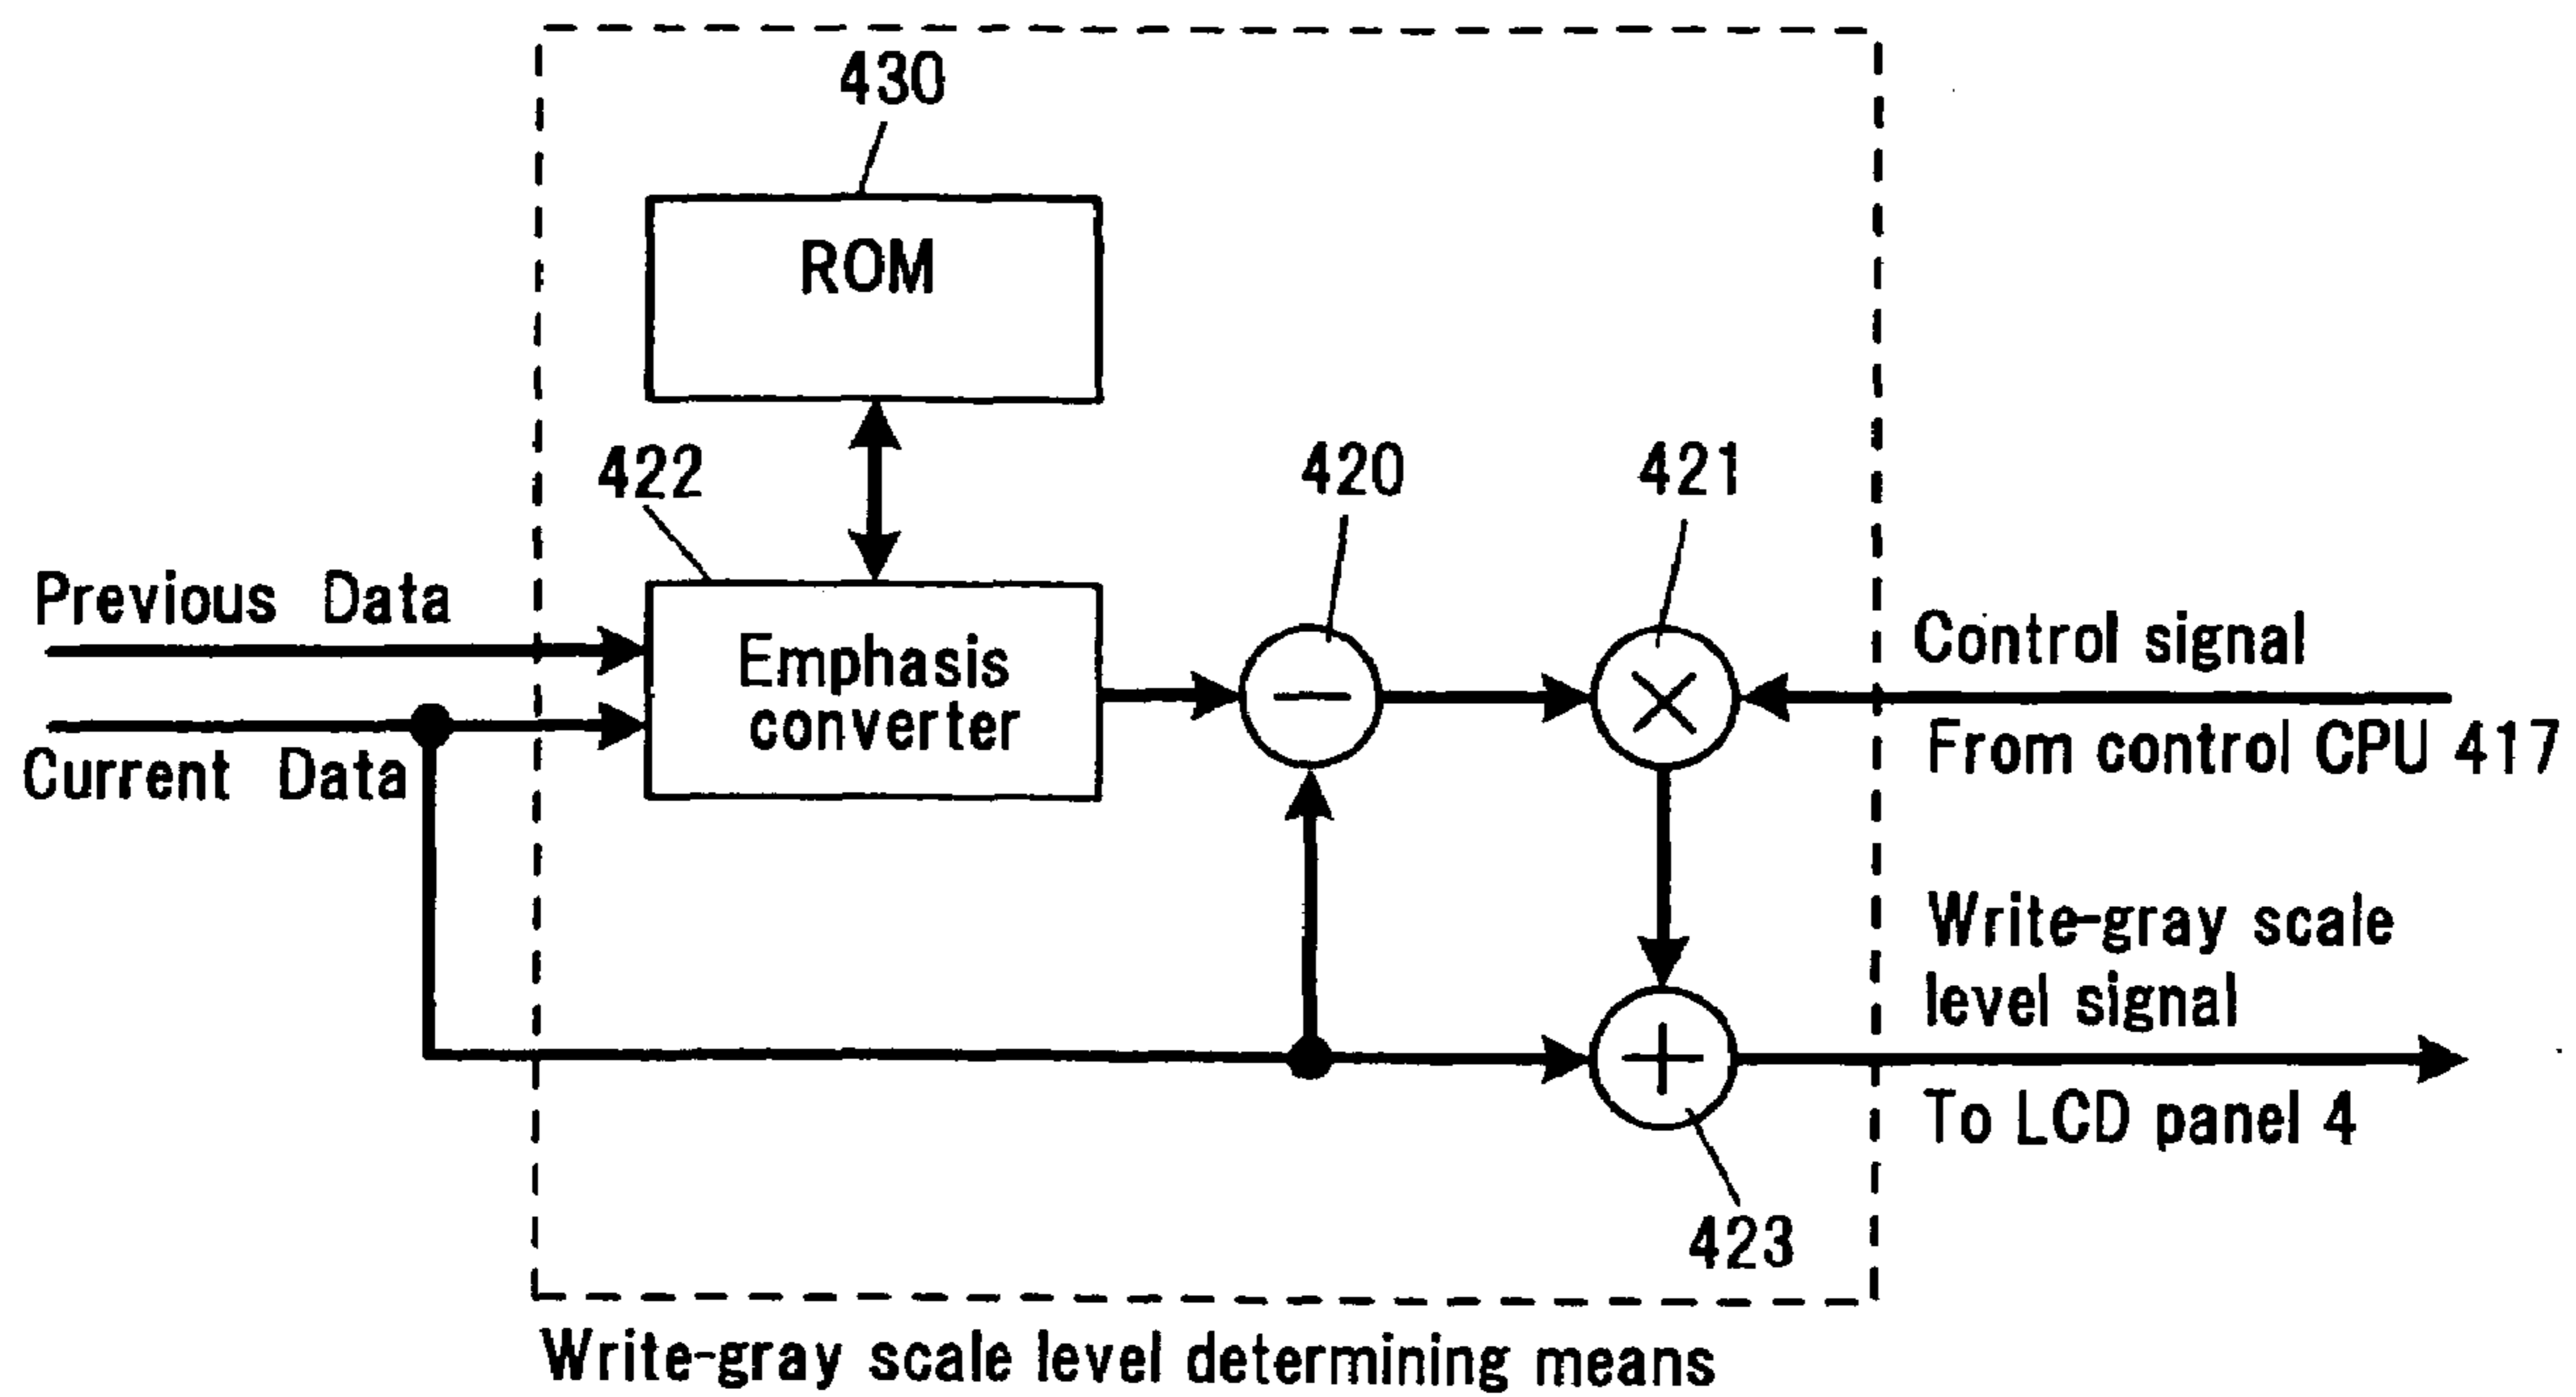 430
ROM
422
420
421
Previous Data
Current Data
Emphasis
converter
Control signal
From control CPU 417
Write-gray scale
level signal
To LCD panel 4
423
Write-gray scale level determining means